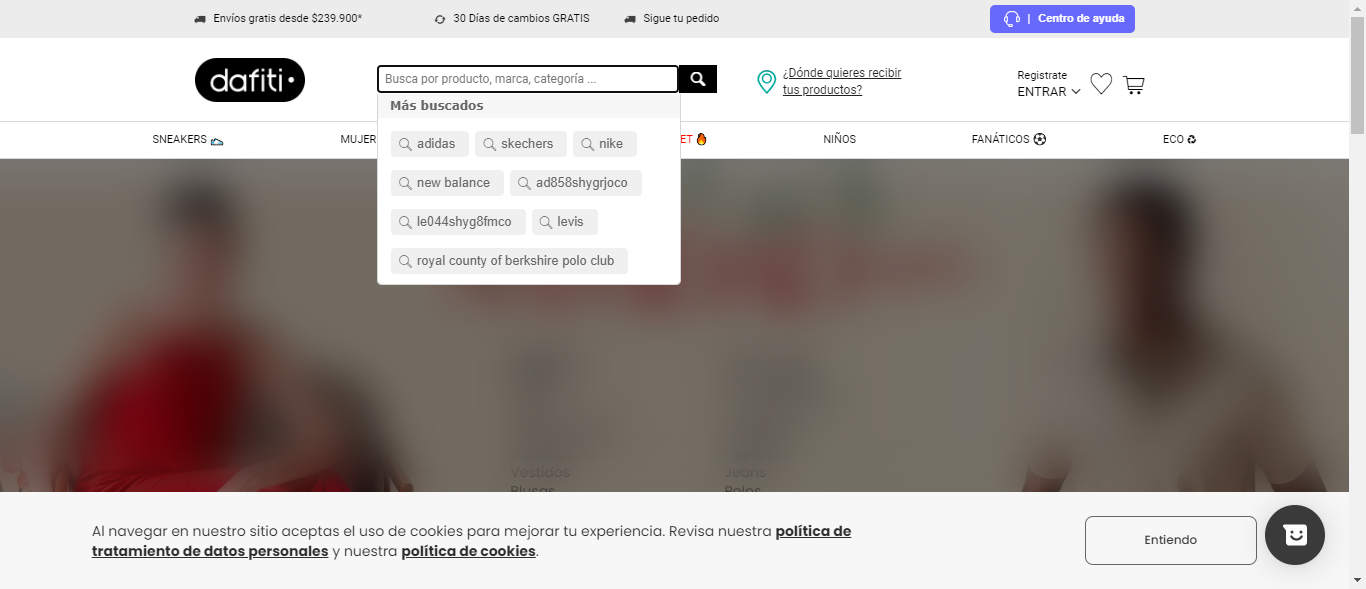 Envíos gratis desde $239.900*
30 Días de cambios GRATIS
Sigue tu pedido
| Centro de ayuda
dafiti
Busca por producto, marca, categoría ...
¿Dónde quieres recibir
tus productos?
Registrate
ENTRAR
Más buscados
SNEAKERS
MUJER
ET
NIÑOS
FANÁTICOS
ECO
adidas
skechers
nike
new balance
ad858shygrjoco
le044shyg8fmco
levis
royal county of berkshire polo club
Vestidos
Jeans
Blusas
Polos
Al navegar en nuestro sitio aceptas el uso de cookies para mejorar tu experiencia. Revisa nuestra política de
tratamiento de datos personales y nuestra política de cookies.
Entiendo